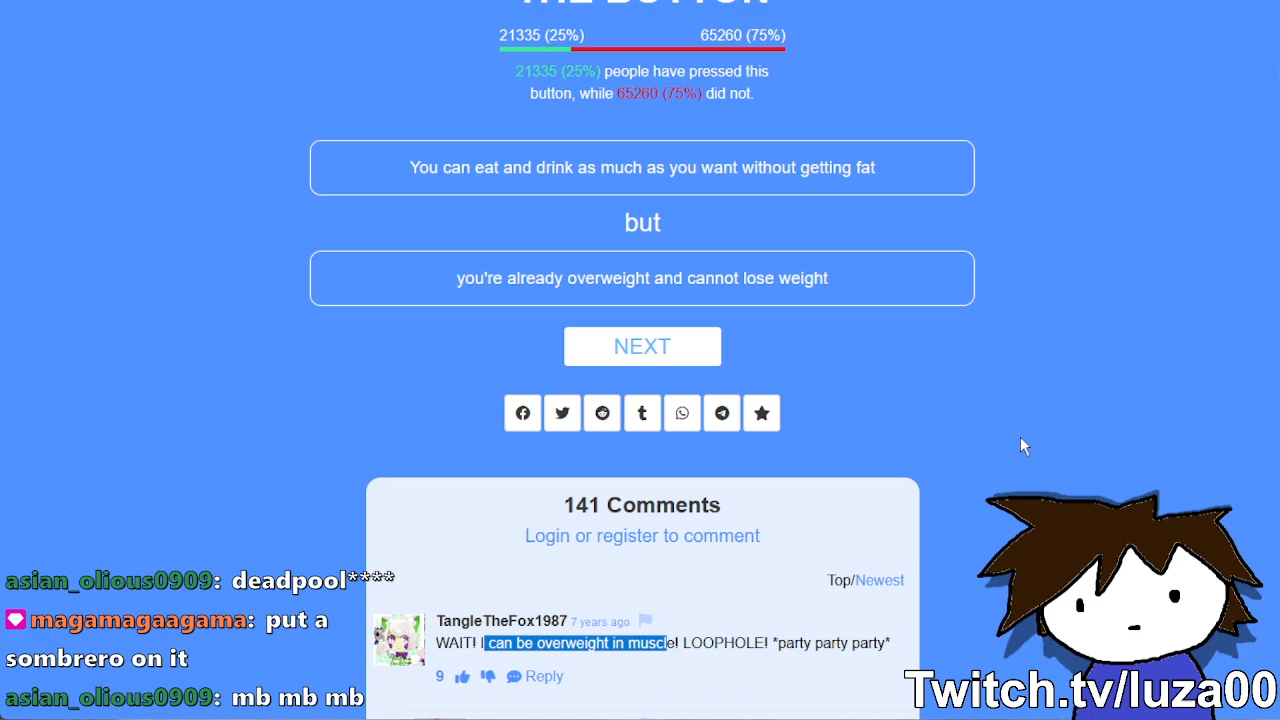 THE BUTTON
21335 (25%) 65260 (75%)
21335 (25%) people have pressed this
button, while 65260 (75%) did not.
You can eat and drink as much as you want without getting fat
but
you're already overweight and cannot lose weight
NEXT
141 Comments
Login or register to comment
Top/Newest
TangleTheFox1987 7 years ago
WAIT! I can be overweight in muscle! LOOPHOLE! *party party party*
9 Reply
asian_olious0909: deadpool****
magamagaagama: put a
sombrero on it
asian_olious0909: mb mb mb
Twitch.tv/luza00